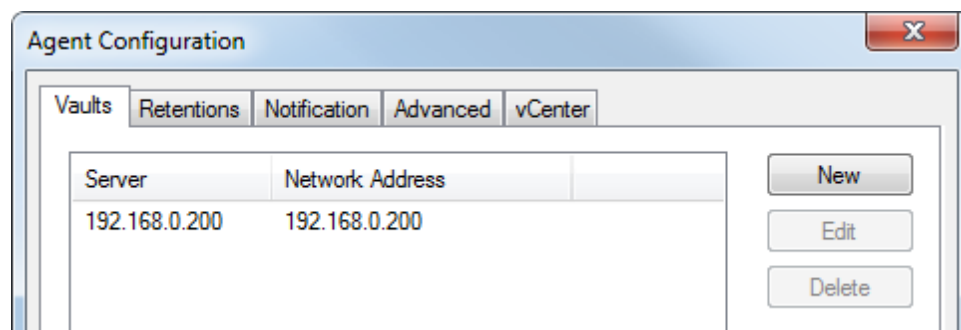 Agent Configuration
Vaults Retentions Notification Advanced vCenter
Server Network Address
New
192.168.0.200 192.168.0.200
Edit
Delete